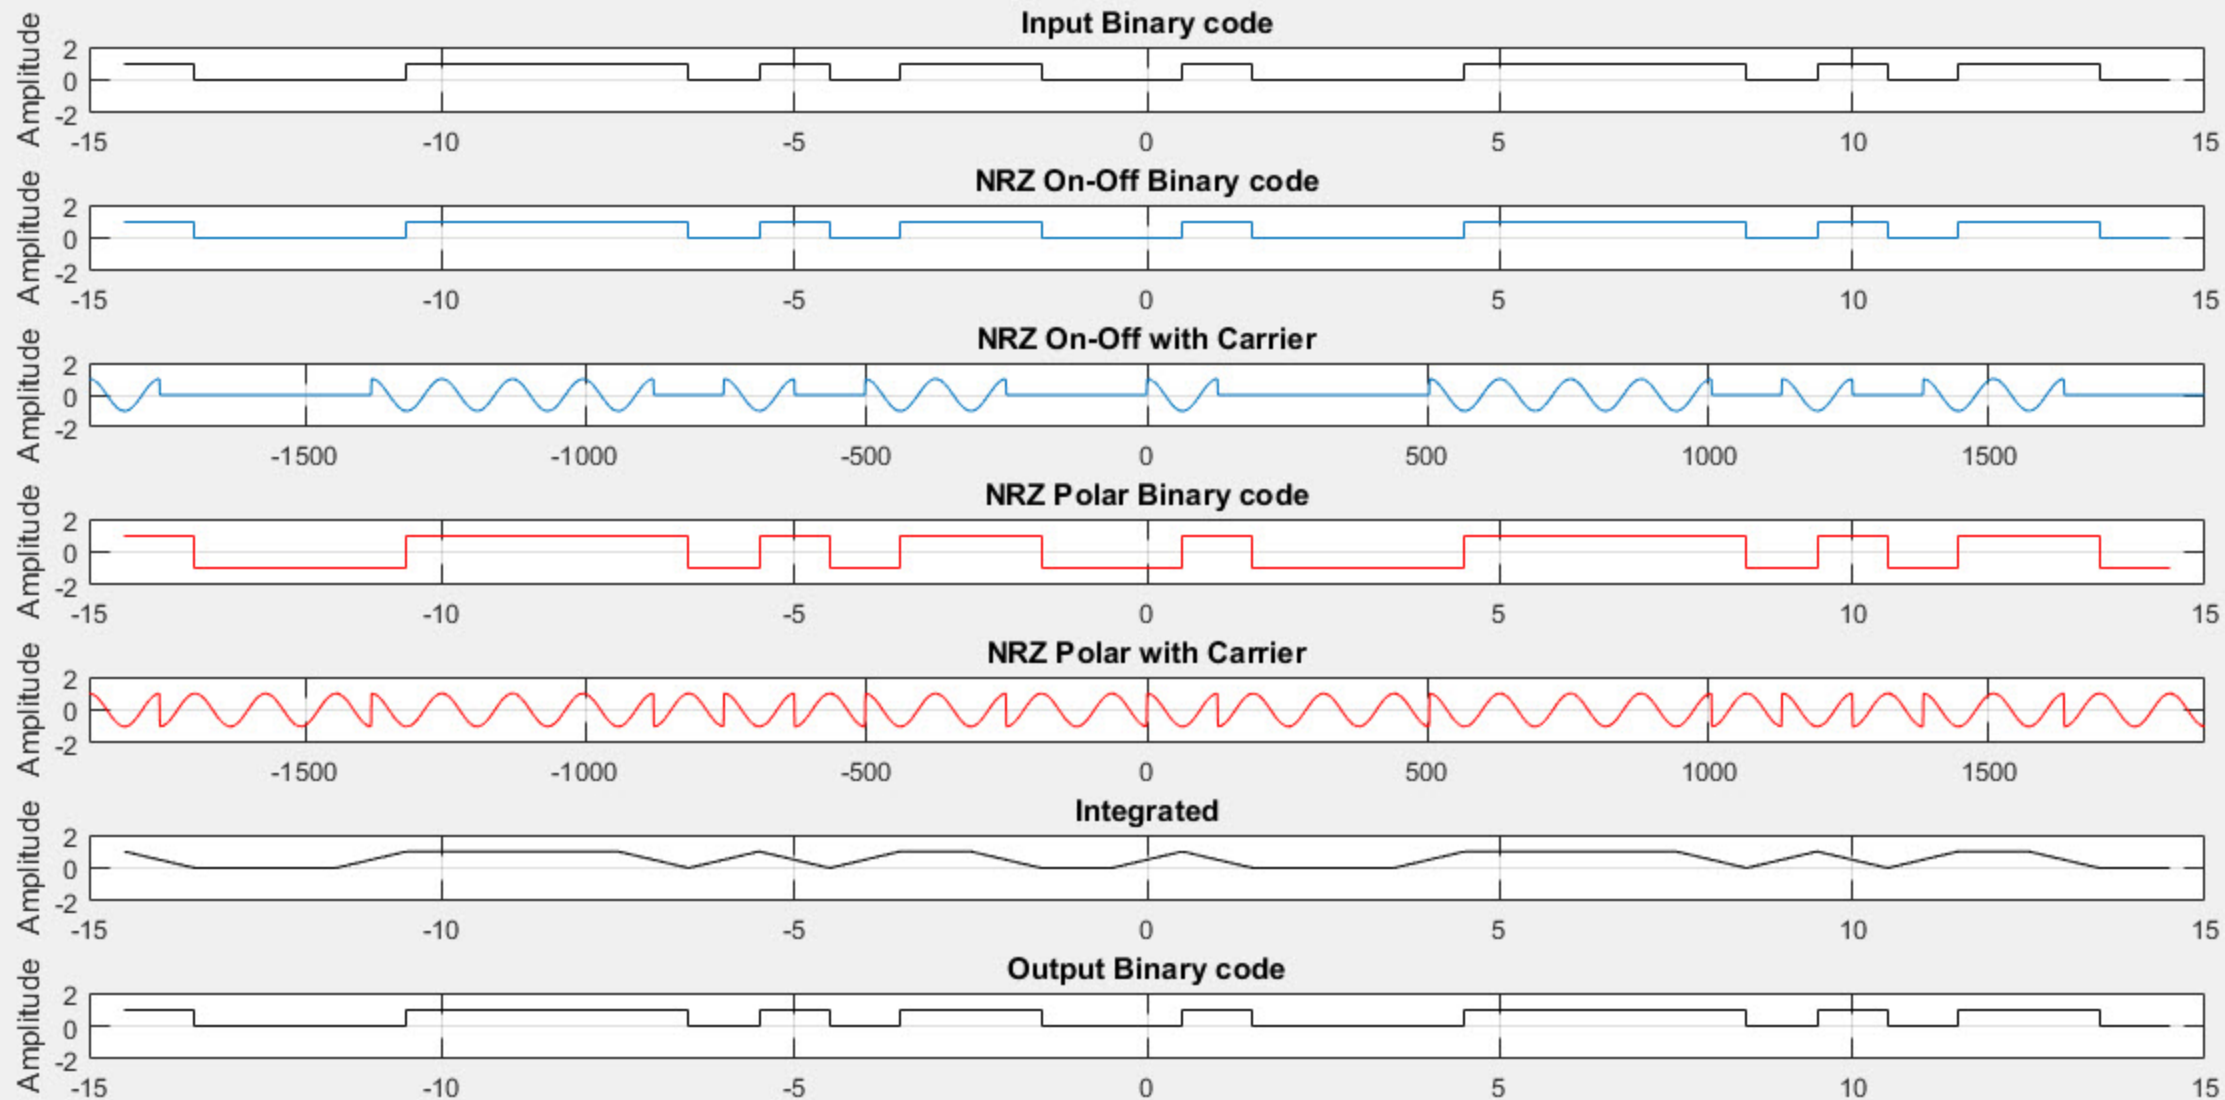 Input Binary code
Amplitude
2
0
-2
-15 -10 -5 0 5 10 15
NRZ On-Off Binary code
Amplitude
2
0
-2
-15 -10 -5 0 5 10 15
NRZ On-Off with Carrier
Amplitude
2
0
-2
-1500 -1000 -500 0 500 1000 1500
NRZ Polar Binary code
Amplitude
2
0
-2
-15 -10 -5 0 5 10 15
NRZ Polar with Carrier
Amplitude
2
0
-2
-1500 -1000 -500 0 500 1000 1500
Integrated
Amplitude
2
0
-2
-15 -10 -5 0 5 10 15
Output Binary code
Amplitude
2
0
-2
-15 -10 -5 0 5 10 15